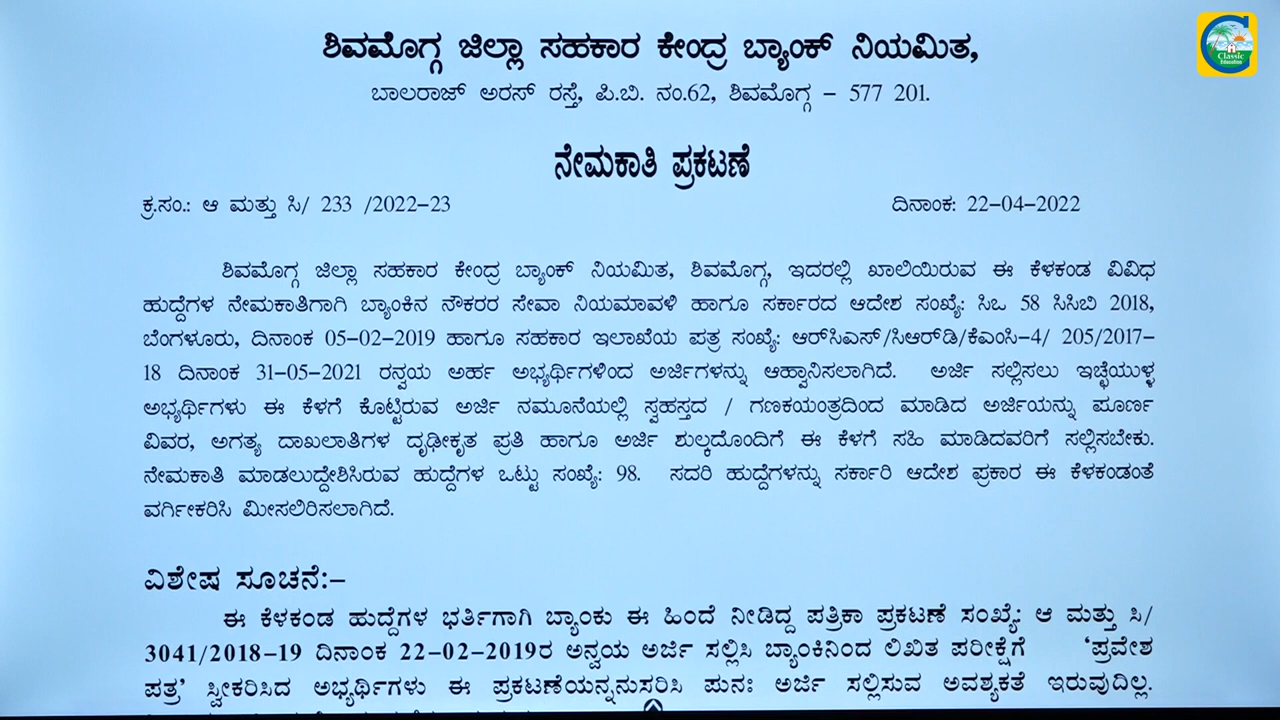 ಶಿವಮೊಗ್ಗ ಜಿಲ್ಲಾ ಸಹಕಾರ ಕೇಂದ್ರ ಬ್ಯಾಂಕ್ ನಿಯಮಿತ,
ಬಾಲರಾಜ್ ಅರಸ್ ರಸ್ತೆ, ಪಿ.ಬಿ. ನಂ.62, ಶಿವಮೊಗ್ಗ – 577 201.
Classic
Education
ನೇಮಕಾತಿ ಪ್ರಕಟಣೆ
ಕ್ರ.ಸಂ.: ಆ ಮತ್ತು ಸಿ/ 233 /2022-23 ದಿನಾಂಕ: 22-04-2022
ಶಿವಮೊಗ್ಗ ಜಿಲ್ಲಾ ಸಹಕಾರ ಕೇಂದ್ರ ಬ್ಯಾಂಕ್ ನಿಯಮಿತ, ಶಿವಮೊಗ್ಗ, ಇದರಲ್ಲಿ ಖಾಲಿಯಿರುವ ಈ ಕೆಳಕಂಡ ವಿವಿಧ
ಹುದ್ದೆಗಳ ನೇಮಕಾತಿಗಾಗಿ ಬ್ಯಾಂಕಿನ ನೌಕರರ ಸೇವಾ ನಿಯಮಾವಳಿ ಹಾಗೂ ಸರ್ಕಾರದ ಆದೇಶ ಸಂಖ್ಯೆ: ಸಿಒ 58 ಸಿಸಿಬಿ 2018,
ಬೆಂಗಳೂರು, ದಿನಾಂಕ 05-02-2019 ಹಾಗೂ ಸಹಕಾರ ಇಲಾಖೆಯ ಪತ್ರ ಸಂಖ್ಯೆ: ಆರ್‌ಸಿಎಸ್/ಸಿಆರ್‌ಡಿ/ಕೆಎಂಸಿ-4/ 205/2017-
18 ದಿನಾಂಕ 31-05-2021 ರನ್ವಯ ಅರ್ಹ ಅಭ್ಯರ್ಥಿಗಳಿಂದ ಅರ್ಜಿಗಳನ್ನು ಆಹ್ವಾನಿಸಲಾಗಿದೆ. ಅರ್ಜಿ ಸಲ್ಲಿಸಲು ಇಚ್ಛೆಯುಳ್ಳ
ಅಭ್ಯರ್ಥಿಗಳು ಈ ಕೆಳಗೆ ಕೊಟ್ಟಿರುವ ಅರ್ಜಿ ನಮೂನೆಯಲ್ಲಿ ಸ್ವಹಸ್ತದ / ಗಣಕಯಂತ್ರದಿಂದ ಮಾಡಿದ ಅರ್ಜಿಯನ್ನು ಪೂರ್ಣ
ವಿವರ, ಅಗತ್ಯ ದಾಖಲಾತಿಗಳ ದೃಢೀಕೃತ ಪ್ರತಿ ಹಾಗೂ ಅರ್ಜಿ ಶುಲ್ಕದೊಂದಿಗೆ ಈ ಕೆಳಗೆ ಸಹಿ ಮಾಡಿದವರಿಗೆ ಸಲ್ಲಿಸಬೇಕು.
ನೇಮಕಾತಿ ಮಾಡಲುದ್ದೇಶಿಸಿರುವ ಹುದ್ದೆಗಳ ಒಟ್ಟು ಸಂಖ್ಯೆ: 98. ಸದರಿ ಹುದ್ದೆಗಳನ್ನು ಸರ್ಕಾರಿ ಆದೇಶ ಪ್ರಕಾರ ಈ ಕೆಳಕಂಡಂತೆ
ವರ್ಗೀಕರಿಸಿ ಮೀಸಲಿರಿಸಲಾಗಿದೆ.
ವಿಶೇಷ ಸೂಚನೆ:-
ಈ ಕೆಳಕಂಡ ಹುದ್ದೆಗಳ ಭರ್ತಿಗಾಗಿ ಬ್ಯಾಂಕು ಈ ಹಿಂದೆ ನೀಡಿದ್ದ ಪತ್ರಿಕಾ ಪ್ರಕಟಣೆ ಸಂಖ್ಯೆ: ಆ ಮತ್ತು ಸಿ/
3041/2018-19 ದಿನಾಂಕ 22-02-2019ರ ಅನ್ವಯ ಅರ್ಜಿ ಸಲ್ಲಿಸಿ ಬ್ಯಾಂಕಿನಿಂದ ಲಿಖಿತ ಪರೀಕ್ಷೆಗೆ ‘ಪ್ರವೇಶ
ಪತ್ರ’ ಸ್ವೀಕರಿಸಿದ ಅಭ್ಯರ್ಥಿಗಳು ಈ ಪ್ರಕಟಣೆಯನ್ನನುಸರಿಸಿ ಪುನಃ ಅರ್ಜಿ ಸಲ್ಲಿಸುವ ಅವಶ್ಯಕತೆ ಇರುವುದಿಲ್ಲ.